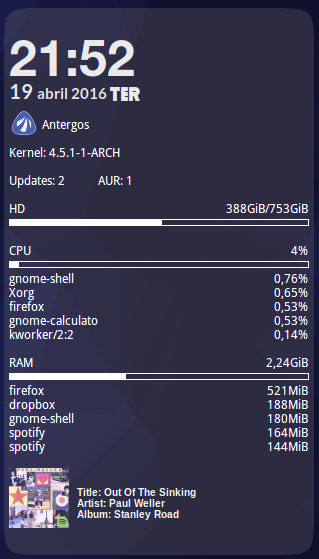 21:52
19 abril 2016 TER
Antergos
Kernel: 4.5.1-1-ARCH
Updates: 2 AUR: 1
HD 388GiB/753GiB
CPU 4%
gnome-shell 0,76%
Xorg 0,65%
firefox 0,53%
gnome-calculato 0,53%
kworker/2:2 0,14%
RAM 2,24GiB
firefox 521MiB
dropbox 188MiB
gnome-shell 180MiB
spotify 164MiB
spotify 144MiB
Title: Out Of The Sinking
Artist: Paul Weller
Album: Stanley Road